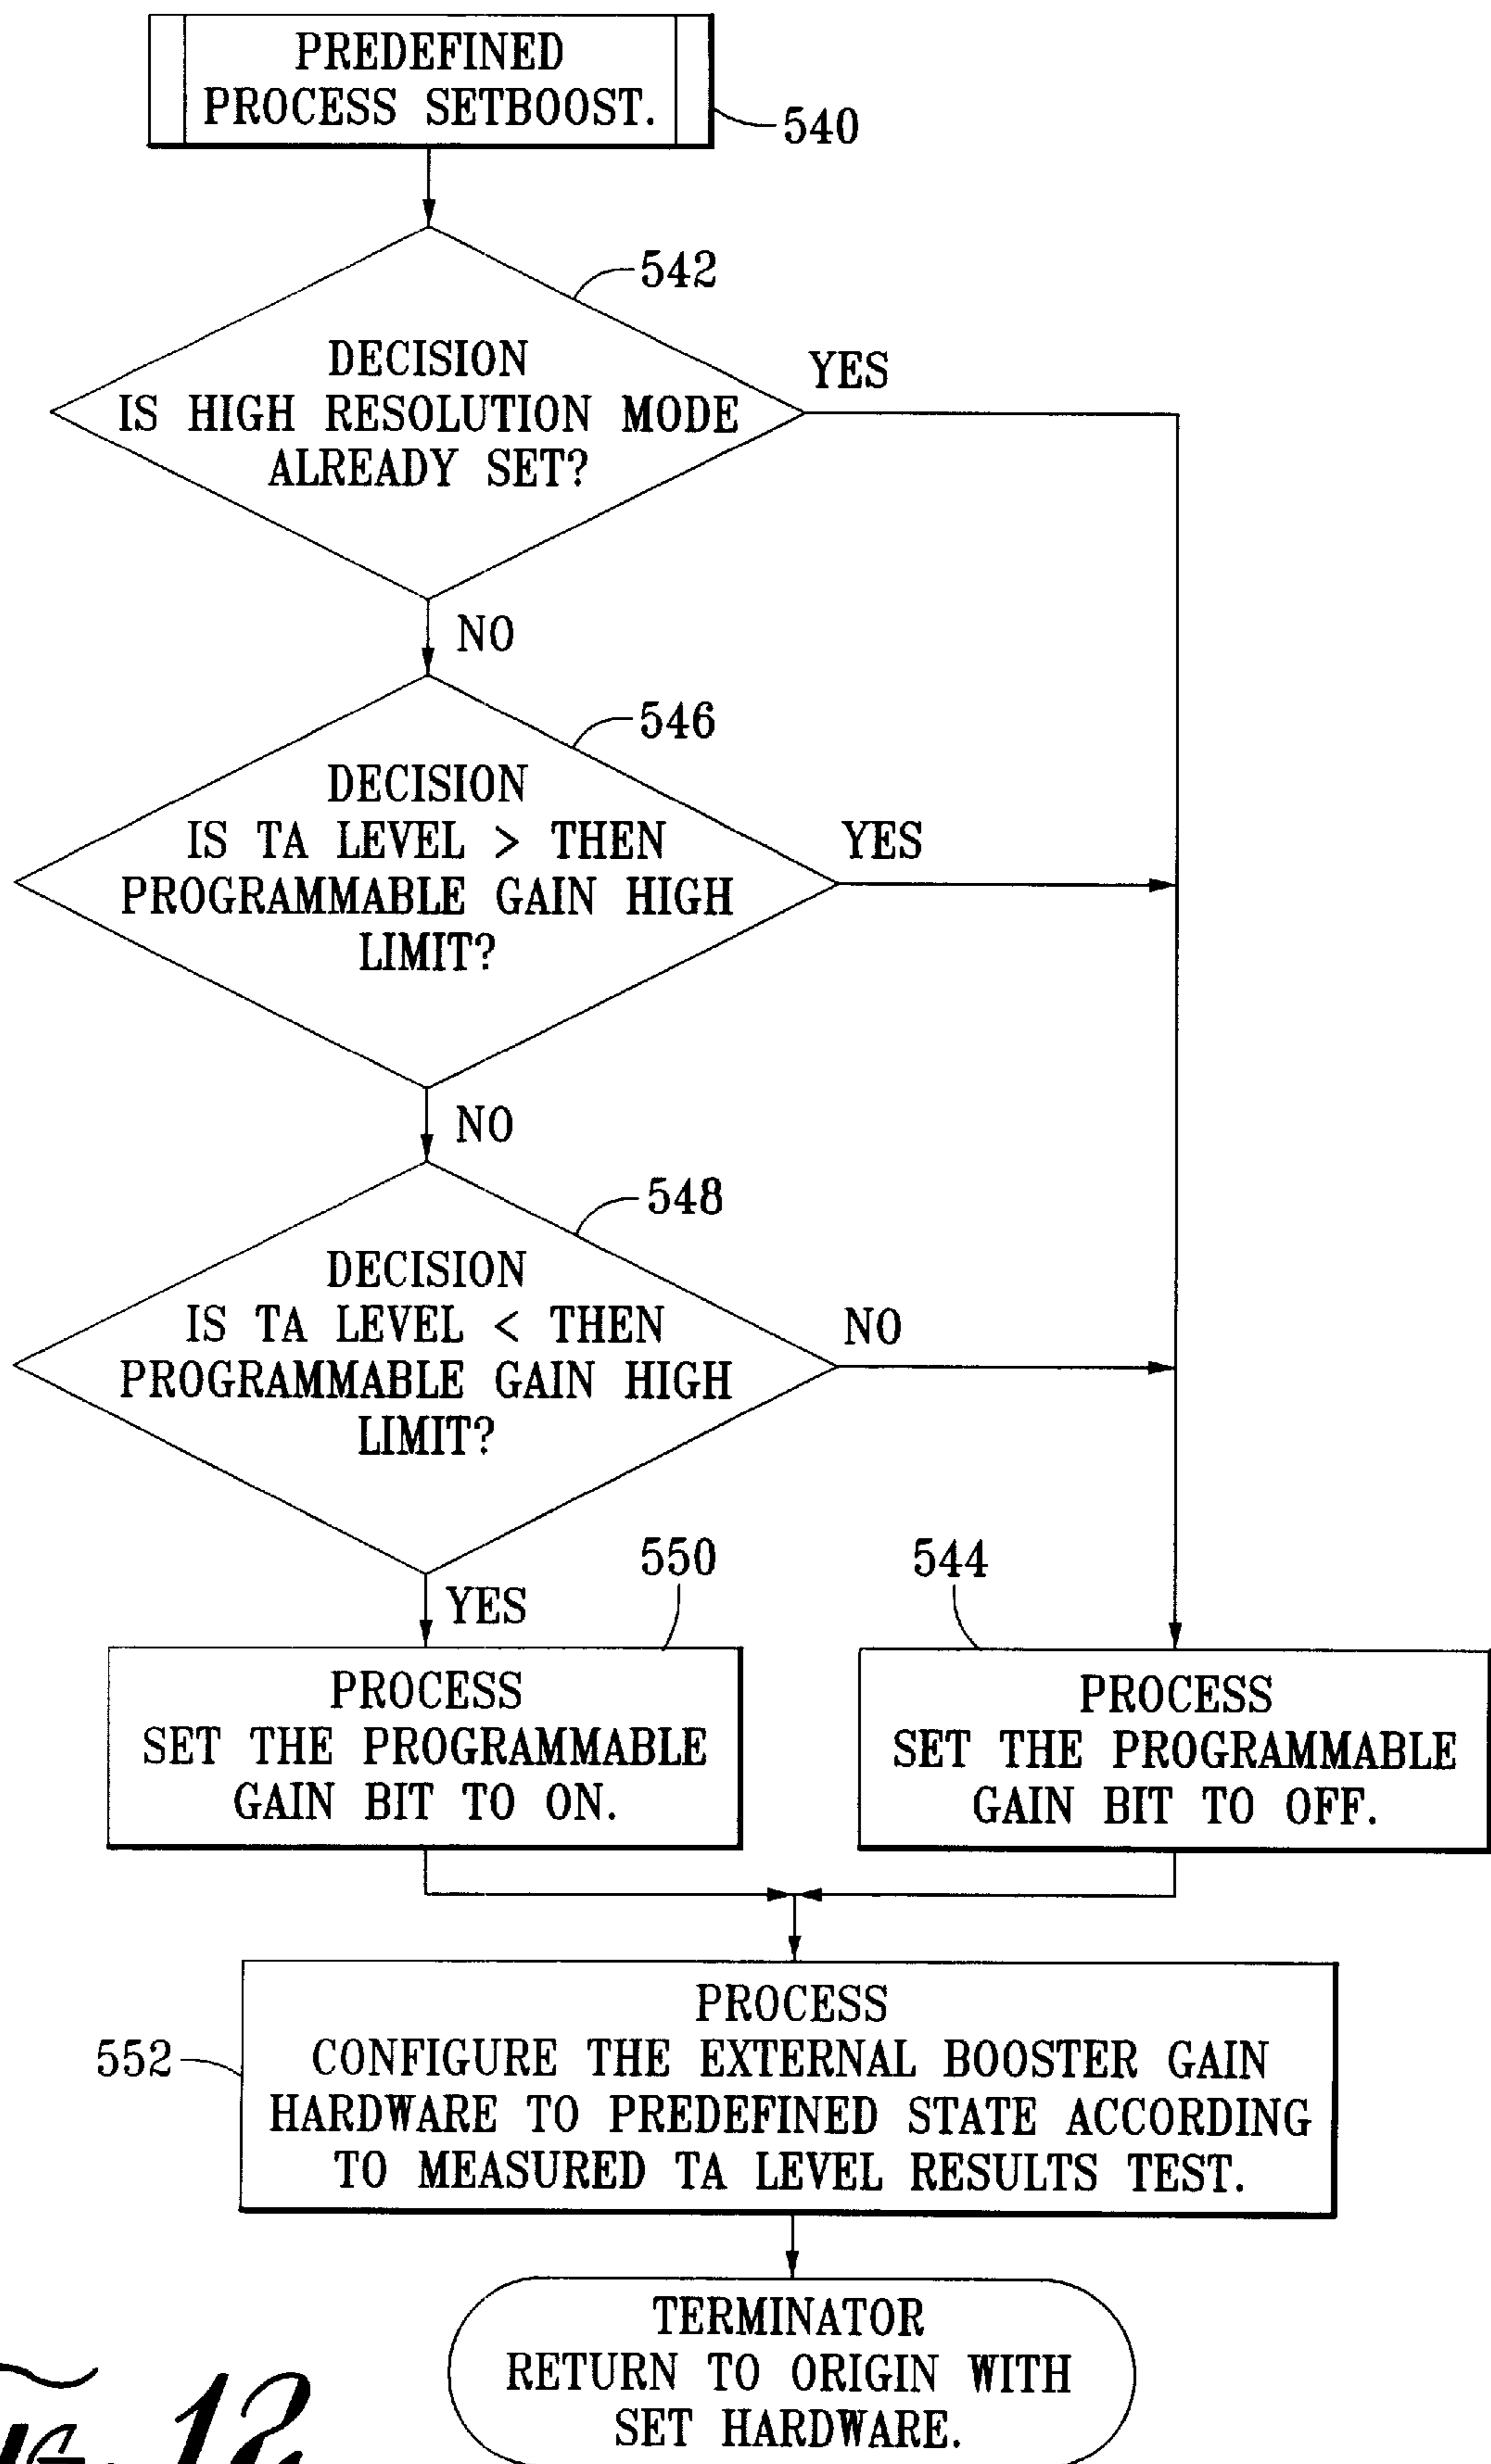 PREDEFINED
PROCESS SETBOOST.
540
542
DECISION
IS HIGH RESOLUTION MODE
ALREADY SET?
YES
NO
546
DECISION
IS TA LEVEL > THEN
PROGRAMMABLE GAIN HIGH
LIMIT?
YES
NO
548
DECISION
IS TA LEVEL < THEN
PROGRAMMABLE GAIN HIGH
LIMIT?
NO
YES
550
544
PROCESS
SET THE PROGRAMMABLE
GAIN BIT TO ON.
PROCESS
SET THE PROGRAMMABLE
GAIN BIT TO OFF.
552
PROCESS
CONFIGURE THE EXTERNAL BOOSTER GAIN
HARDWARE TO PREDEFINED STATE ACCORDING
TO MEASURED TA LEVEL RESULTS TEST.
TERMINATOR
RETURN TO ORIGIN WITH
SET HARDWARE.
12